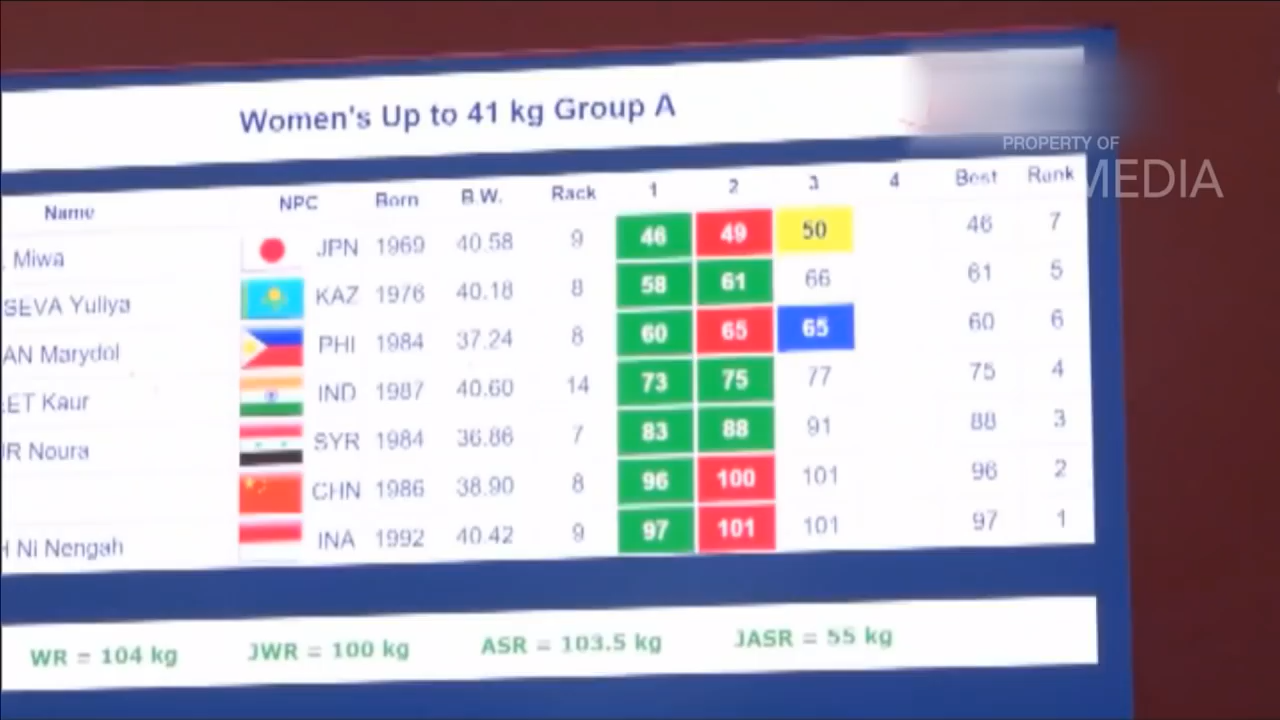 Women's Up to 41 kg Group A
PROPERTY OF
MEDIA
Name NPC Born B.W. Rack 1 2 3 4 Best Rank
. Miwa JPN 1969 40.58 9 46 49 50 46 7
SEVA Yuliya KAZ 1976 40.18 8 58 61 66 61 5
AN Marydol PHI 1984 37.24 8 60 65 65 60 6
EET Kaur IND 1987 40.60 14 73 75 77 75 4
R Noura SYR 1984 36.86 7 83 88 91 88 3
CHN 1986 38.90 8 96 100 101 96 2
H Ni Nengah INA 1992 40.42 9 97 101 101 97 1
WR = 104 kg JWR = 100 kg ASR = 103.5 kg JASR = 55 kg